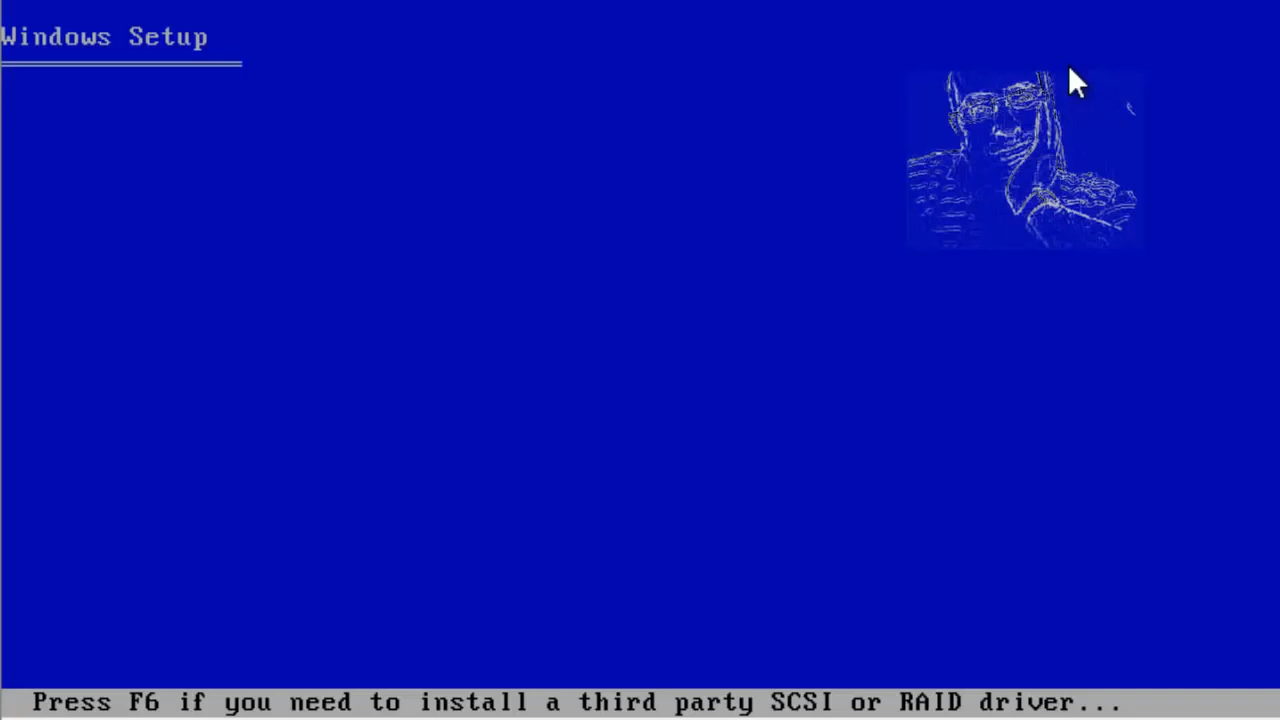 Windows Setup
Press F6 if you need to install a third party SCSI or RAID driver...